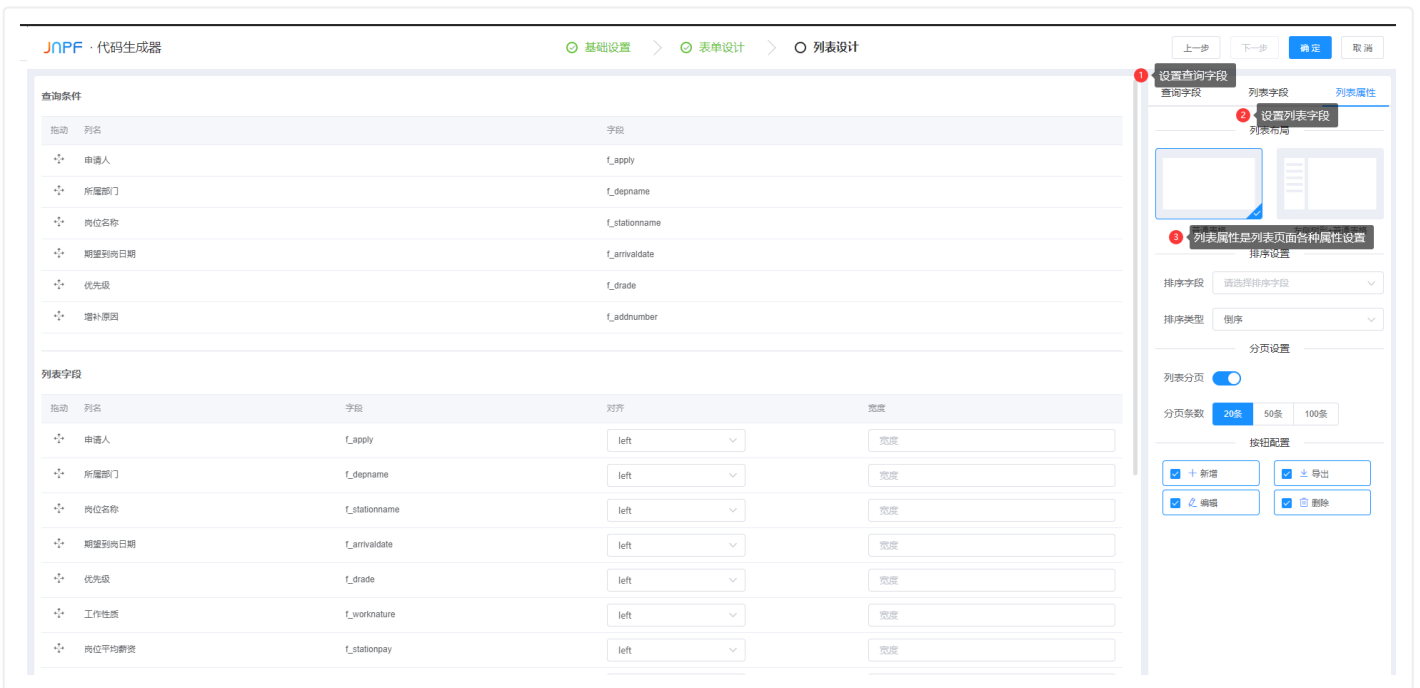 JNPF · 代码生成器
基础设置
表单设计
列表设计
上一步
下一步
确定
取消
1 设置查询字段
查询条件
查询字段
列表字段
列表属性
2 设置列表字段
拖动 列名 字段
列表布局
申请人 f_apply
所属部门 f_depname
岗位名称 f_stationname
3 列表属性是列表页面各种属性设置
期望到岗日期 f_arrivaldate
排序设置
优先级 f_drade
排序字段 请选择排序字段
增补原因 f_addnumber
排序类型 倒序
分页设置
列表字段
列表分页
拖动 列名 字段 对齐 宽度
分页条数 20条 50条 100条
申请人 f_apply left 宽度
按钮配置
所属部门 f_depname left 宽度
新增 导出
岗位名称 f_stationname left 宽度
编辑 删除
期望到岗日期 f_arrivaldate left 宽度
优先级 f_drade left 宽度
工作性质 f_worknature left 宽度
岗位平均薪资 f_stationpay left 宽度